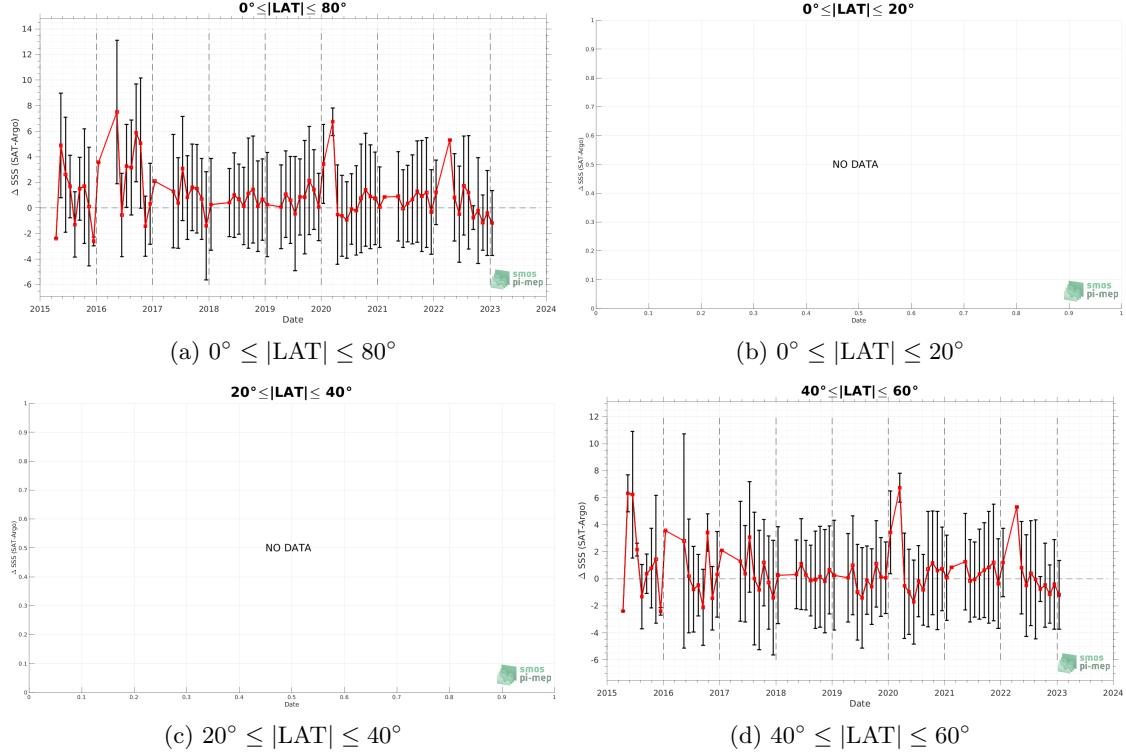 0°≤|LAT|≤ 80°
Δ SSS (SAT-Argo)
14
12
10
8
6
4
2
0
-2
-4
-6
2015 2016 2017 2018 2019 2020 2021 2022 2023 2024
Date
smos
pi-mep
(a) 0° ≤ |LAT| ≤ 80°
0°≤|LAT|≤ 20°
Δ SSS (SAT-Argo)
1
0.9
0.8
0.7
0.6
0.5
0.4
0.3
0.2
0.1
0
NO DATA
0 0.1 0.2 0.3 0.4 0.5 0.6 0.7 0.8 0.9 1
Date
smos
pi-mep
(b) 0° ≤ |LAT| ≤ 20°
20°≤|LAT|≤ 40°
Δ SSS (SAT-Argo)
1
0.9
0.8
0.7
0.6
0.5
0.4
0.3
0.2
0.1
0
NO DATA
0 0.1 0.2 0.3 0.4 0.5 0.6 0.7 0.8 0.9 1
Date
smos
pi-mep
(c) 20° ≤ |LAT| ≤ 40°
40°≤|LAT|≤ 60°
Δ SSS (SAT-Argo)
12
10
8
6
4
2
0
-2
-4
-6
2015 2016 2017 2018 2019 2020 2021 2022 2023 2024
Date
smos
pi-mep
(d) 40° ≤ |LAT| ≤ 60°